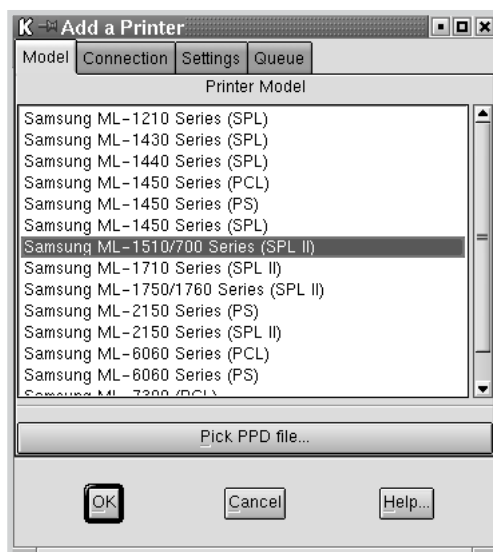 Add a Printer
Model Connection Settings Queue
Printer Model
Samsung ML-1210 Series (SPL)
Samsung ML-1430 Series (SPL)
Samsung ML-1440 Series (SPL)
Samsung ML-1450 Series (PCL)
Samsung ML-1450 Series (PS)
Samsung ML-1450 Series (SPL)
Samsung ML-1510/700 Series (SPL II)
Samsung ML-1710 Series (SPL II)
Samsung ML-1750/1760 Series (SPL II)
Samsung ML-2150 Series (PS)
Samsung ML-2150 Series (SPL II)
Samsung ML-6060 Series (PCL)
Samsung ML-6060 Series (PS)
Samsung ML-7300 (PCL)
Pick PPD file...
OK Cancel Help...